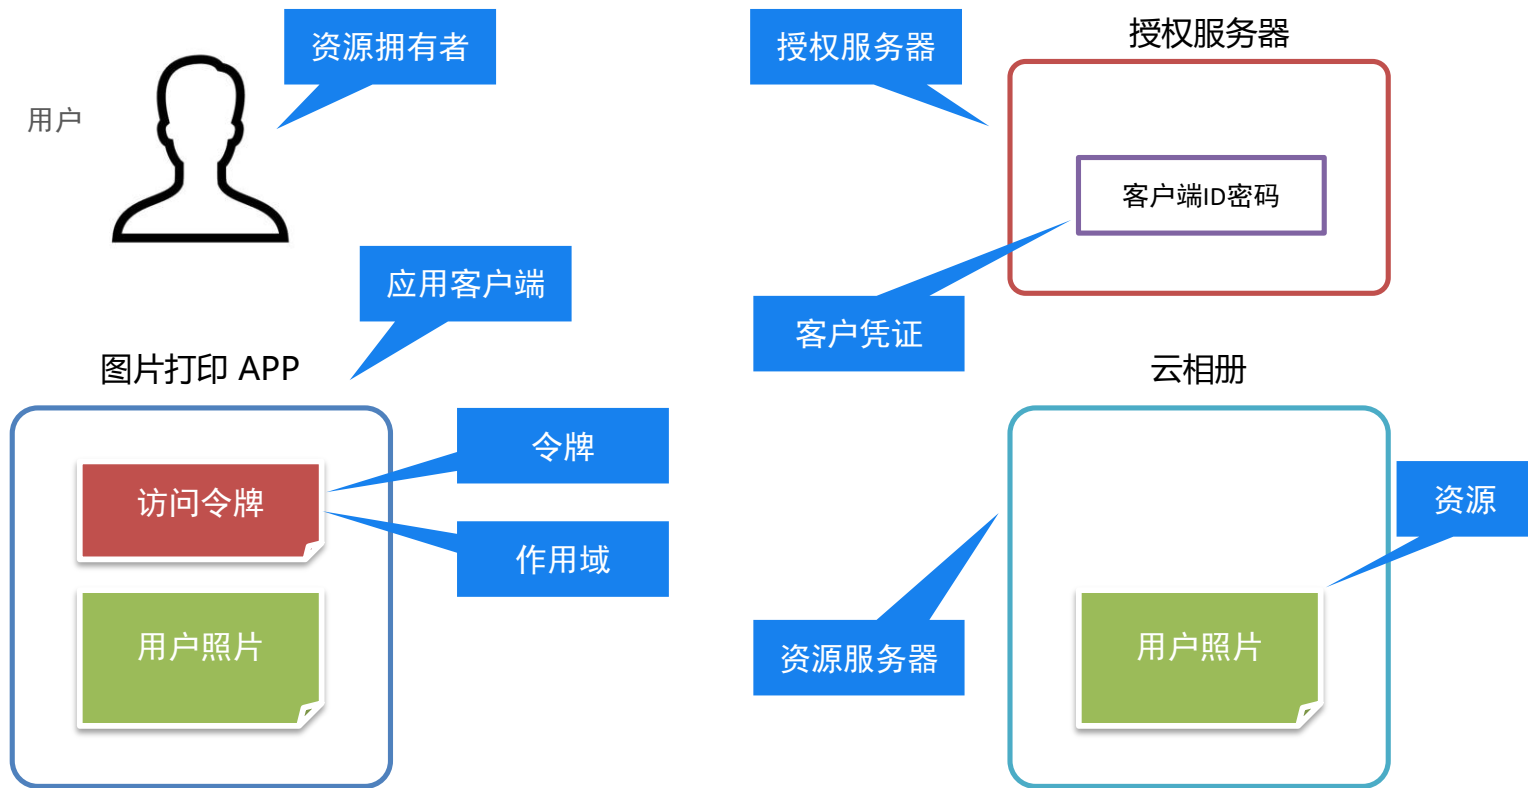 资源拥有者
用户
应用客户端
图片打印 APP
访问令牌
令牌
作用域
用户照片
授权服务器
授权服务器
客户端ID密码
客户凭证
云相册
资源
用户照片
资源服务器